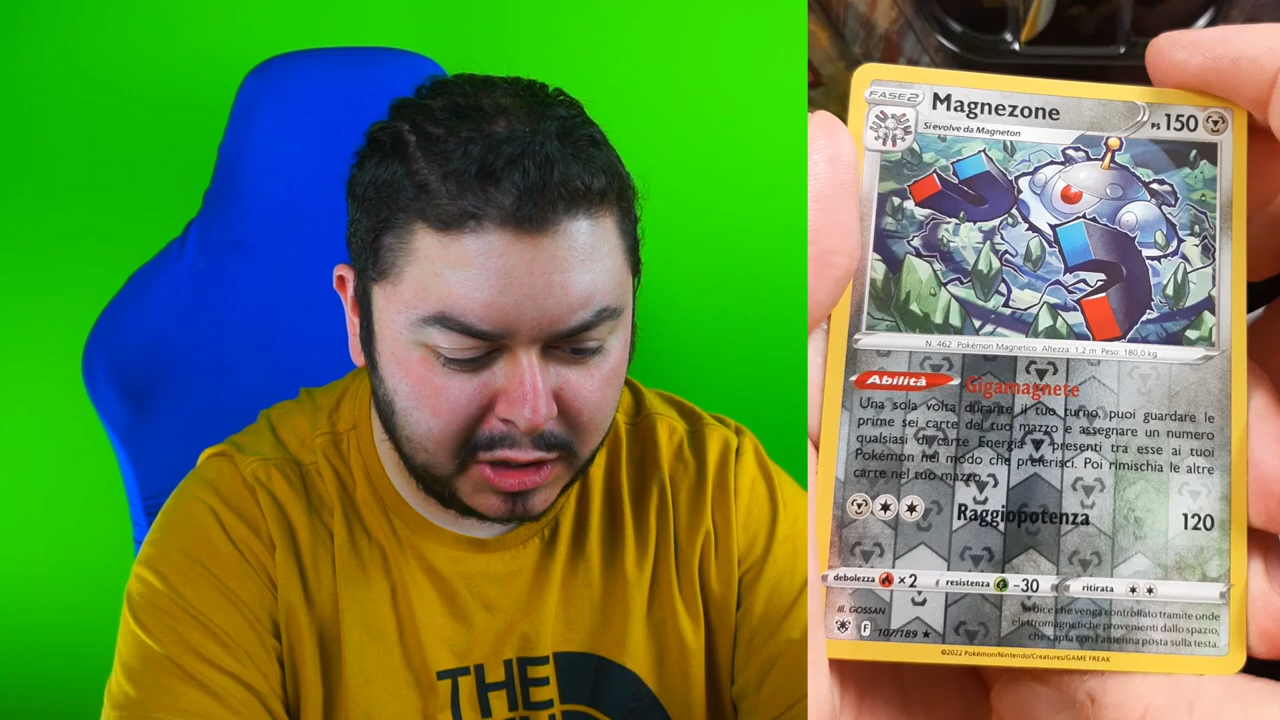 THE
FASE 2
Magnezone
PS 150
Si evolve da Magneton
N. 462 Pokémon Magnetico Altezza: 1,2 m Peso: 180,0 kg
Abilità Gigamagnete
Una sola volta durante il tuo turno, puoi guardare le
prime sei carte del tuo mazzo e assegnare un numero
qualsiasi di carte Energia presenti tra esse ai tuoi
Pokémon nel modo che preferisci. Poi rimischia le altre
carte nel tuo mazzo.
Raggiopotenza 120
debolezza ×2 resistenza -30 ritirata
Ill. GOSSAN
F 107/189 ★
Si dice che venga controllato tramite onde
elettromagnetiche provenienti dallo spazio,
che capta con l'antenna posta sulla testa.
©2022 Pokémon/Nintendo/Creatures/GAME FREAK